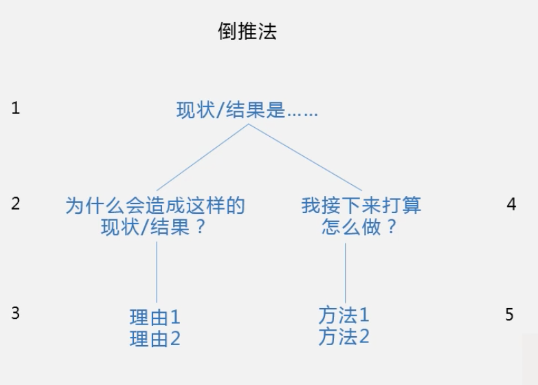 倒推法
1
现状/结果是……
2
为什么会造成这样的
现状/结果？
我接下来打算
怎么做？
4
3
理由1
理由2
方法1
方法2
5